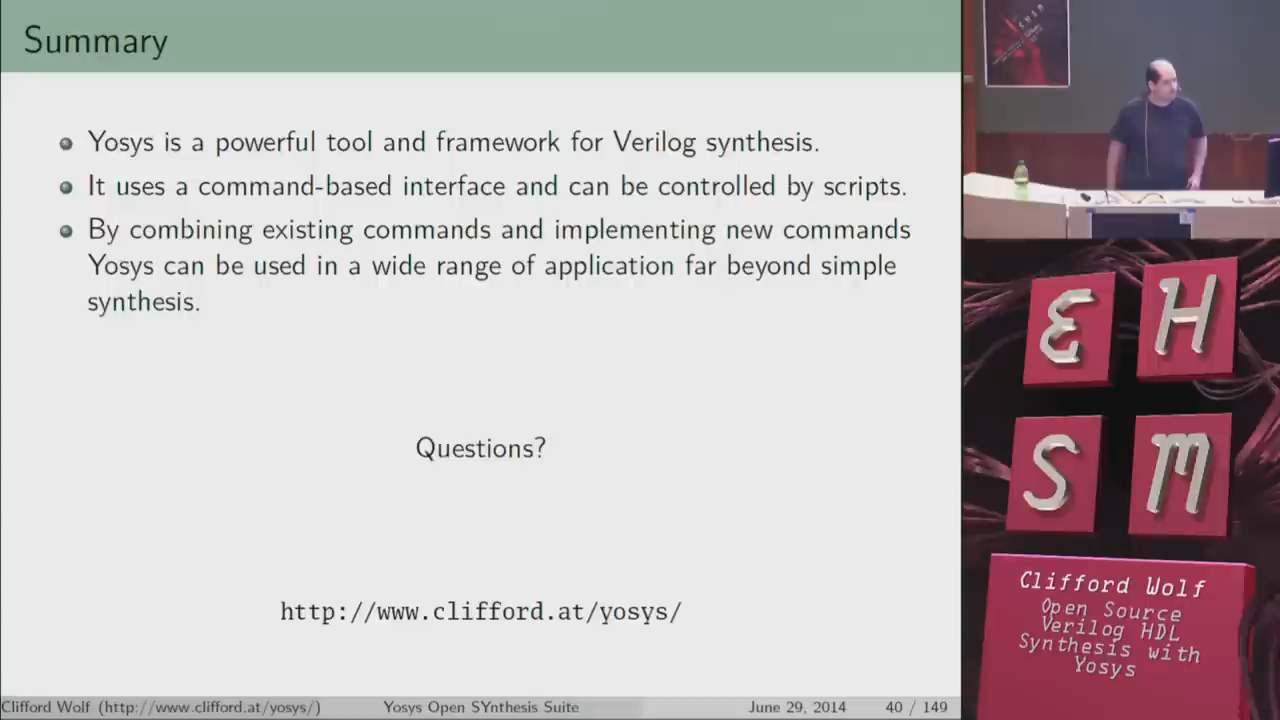 Summary
Yosys is a powerful tool and framework for Verilog synthesis.
It uses a command-based interface and can be controlled by scripts.
By combining existing commands and implementing new commands
Yosys can be used in a wide range of application far beyond simple
synthesis.
Questions?
http://www.clifford.at/yosys/
Clifford Wolf (http://www.clifford.at/yosys/) Yosys Open SYnthesis Suite June 29, 2014 40 / 149
E H
S M
Clifford Wolf
Open Source
Verilog HDL
Synthesis with
Yosys